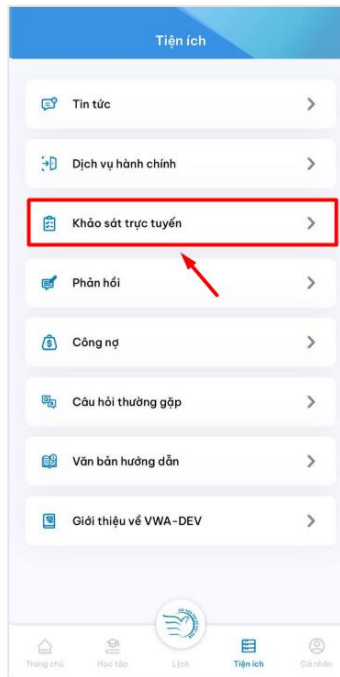 Tiện ích
Tin tức
Dịch vụ hành chính
Khảo sát trực tuyến
Phản hồi
Công nợ
Câu hỏi thường gặp
Văn bản hướng dẫn
Giới thiệu về VWA-DEV
Trang chủ
Học tập
Lịch
Tiện ích
Cá nhân